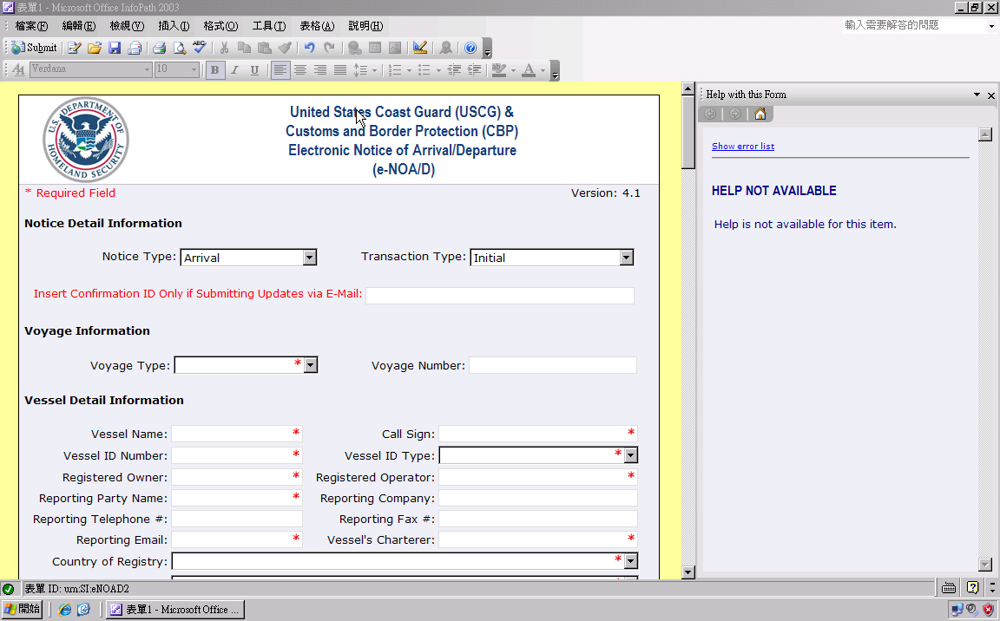 表單1 - Microsoft Office InfoPath 2003
檔案(F) 編輯(E) 檢視(V) 插入(I) 格式(O) 工具(T) 表格(A) 說明(H) 輸入需要解答的問題
Submit ABC
Verdana 10 B I U A
U.S. DEPARTMENT OF HOMELAND SECURITY
United States Coast Guard (USCG) &
Customs and Border Protection (CBP)
Electronic Notice of Arrival/Departure
(e-NOA/D)
* Required Field Version: 4.1
Notice Detail Information
Notice Type: Arrival Transaction Type: Initial
Insert Confirmation ID Only if Submitting Updates via E-Mail:
Voyage Information
Voyage Type: * Voyage Number:
Vessel Detail Information
Vessel Name: * Call Sign: *
Vessel ID Number: * Vessel ID Type: *
Registered Owner: * Registered Operator: *
Reporting Party Name: * Reporting Company:
Reporting Telephone #: Reporting Fax #:
Reporting Email: * Vessel's Charterer: *
Country of Registry: *
Help with this Form
Show error list
HELP NOT AVAILABLE
Help is not available for this item.
表單 ID: urn:SI:eNOAD2
開始 表單1 - Microsoft Office ...